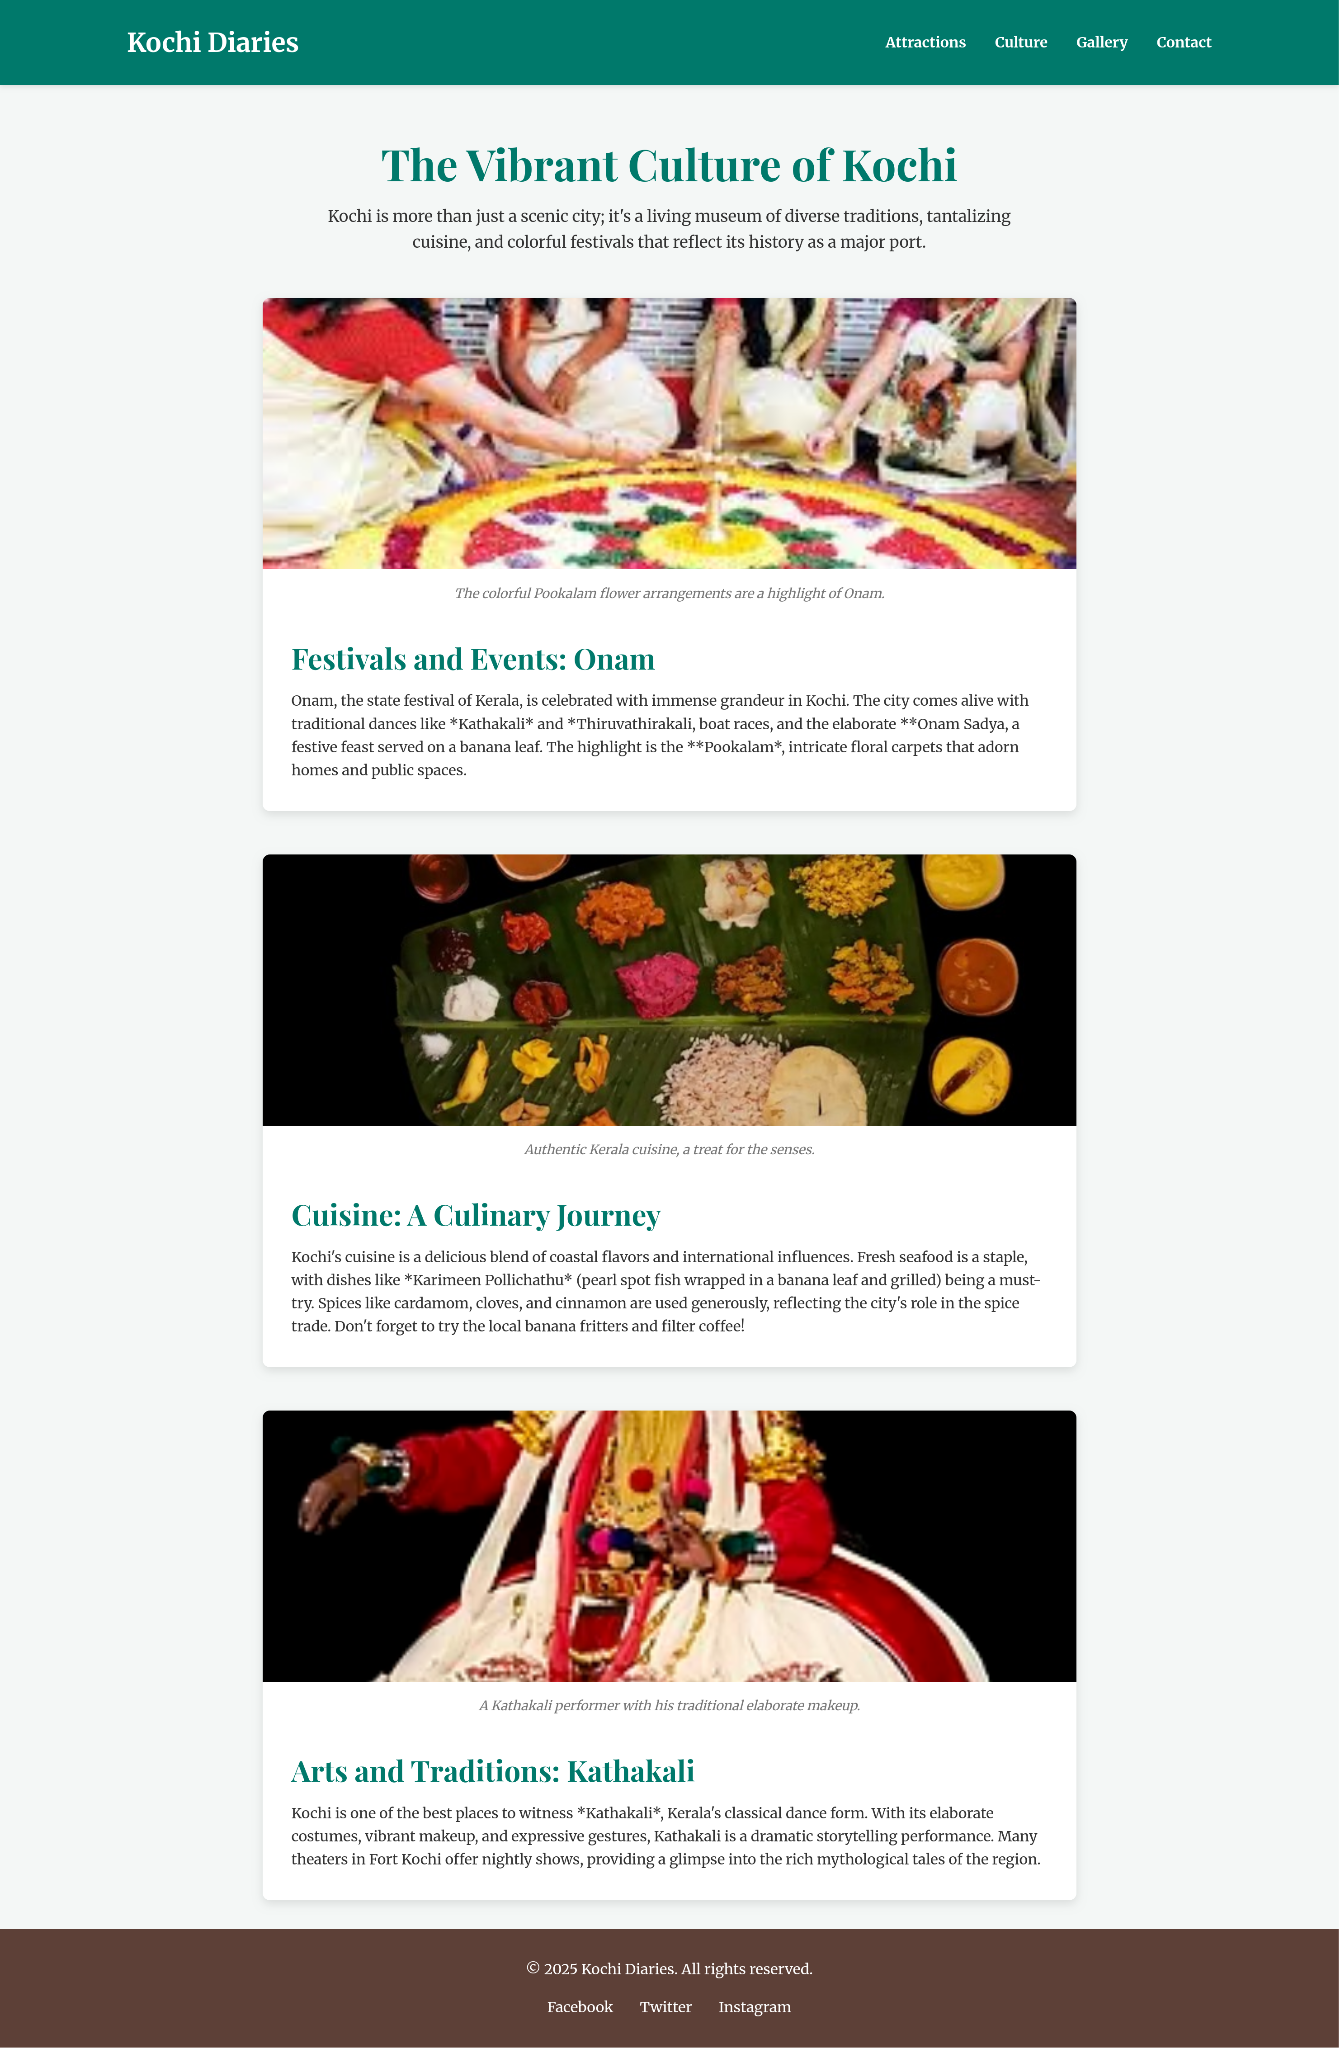 Kochi Diaries
Attractions Culture Gallery Contact
The Vibrant Culture of Kochi
Kochi is more than just a scenic city; it's a living museum of diverse traditions, tantalizing
cuisine, and colorful festivals that reflect its history as a major port.
The colorful Pookalam flower arrangements are a highlight of Onam.
Festivals and Events: Onam
Onam, the state festival of Kerala, is celebrated with immense grandeur in Kochi. The city comes alive with
traditional dances like *Kathakali* and *Thiruvathirakali, boat races, and the elaborate **Onam Sadya, a
festive feast served on a banana leaf. The highlight is the **Pookalam*, intricate floral carpets that adorn
homes and public spaces.
Authentic Kerala cuisine, a treat for the senses.
Cuisine: A Culinary Journey
Kochi's cuisine is a delicious blend of coastal flavors and international influences. Fresh seafood is a staple,
with dishes like *Karimeen Pollichathu* (pearl spot fish wrapped in a banana leaf and grilled) being a must-
try. Spices like cardamom, cloves, and cinnamon are used generously, reflecting the city's role in the spice
trade. Don't forget to try the local banana fritters and filter coffee!
A Kathakali performer with his traditional elaborate makeup.
Arts and Traditions: Kathakali
Kochi is one of the best places to witness *Kathakali*, Kerala's classical dance form. With its elaborate
costumes, vibrant makeup, and expressive gestures, Kathakali is a dramatic storytelling performance. Many
theaters in Fort Kochi offer nightly shows, providing a glimpse into the rich mythological tales of the region.
© 2025 Kochi Diaries. All rights reserved.
Facebook Twitter Instagram